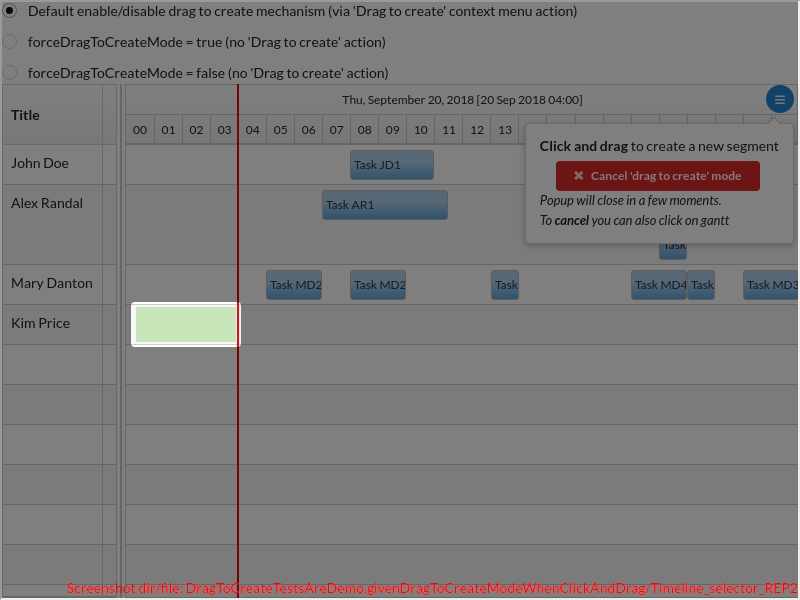 Default enable/disable drag to create mechanism (via 'Drag to create' context menu action)
forceDragToCreateMode = true (no 'Drag to create' action)
forceDragToCreateMode = false (no 'Drag to create' action)
Title
Thu, September 20, 2018 [20 Sep 2018 04:00]
00 01 02 03 04 05 06 07 08 09 10 11 12 13
Click and drag to create a new segment
✖ Cancel 'drag to create' mode
Popup will close in a few moments.
To cancel you can also click on gantt
John Doe
Task JD1
Alex Randal
Task AR1
Task
Mary Danton
Task MD2 Task MD2 Task Task MD4 Task Task MD3
Kim Price
Screenshot dir/file: DragToCreateTestsAreDemo.givenDragToCreateModeWhenClickAndDrag/Timeline_selector_REP2